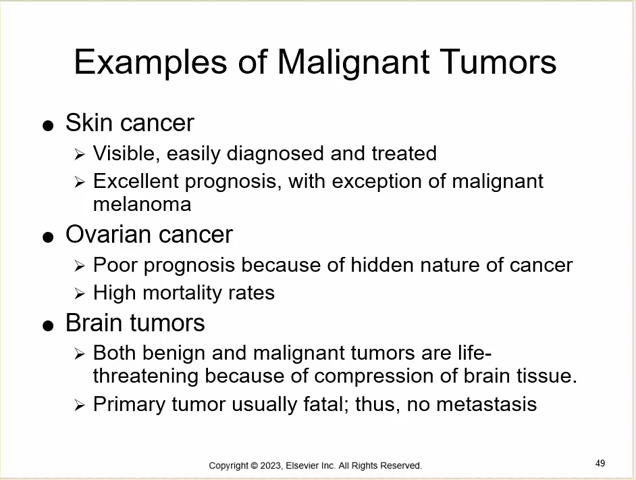 Examples of Malignant Tumors
● Skin cancer
➢ Visible, easily diagnosed and treated
➢ Excellent prognosis, with exception of malignant
melanoma
● Ovarian cancer
➢ Poor prognosis because of hidden nature of cancer
➢ High mortality rates
● Brain tumors
➢ Both benign and malignant tumors are life-
threatening because of compression of brain tissue.
➢ Primary tumor usually fatal; thus, no metastasis
Copyright © 2023, Elsevier Inc. All Rights Reserved.
49